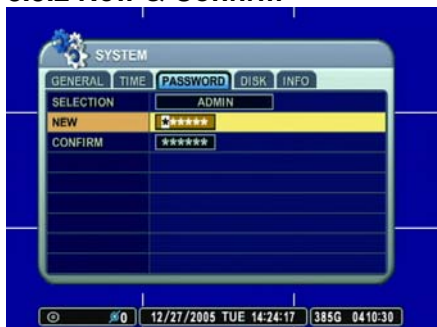 SYSTEM
GENERAL TIME PASSWORD DISK INFO
SELECTION ADMIN
NEW ******
CONFIRM ******
0 12/27/2005 TUE 14:24:17 385G 0410:30